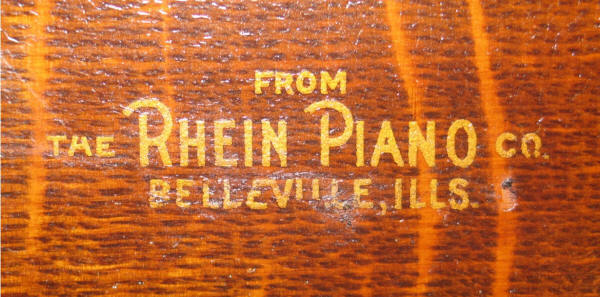 FROM
THE RHEIN PIANO CO.
BELLEVILLE, ILLS.